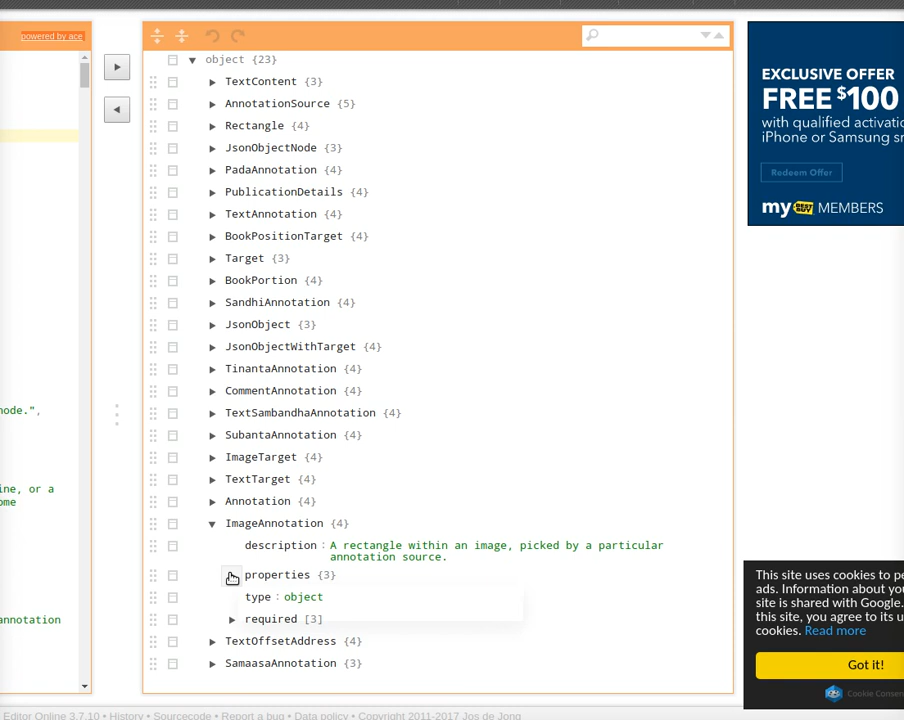 powered by ace
object {23}
TextContent {3}
AnnotationSource {5}
Rectangle {4}
JsonObjectNode {3}
PadaAnnotation {4}
PublicationDetails {4}
TextAnnotation {4}
BookPositionTarget {4}
Target {3}
BookPortion {4}
SandhiAnnotation {4}
JsonObject {3}
JsonObjectWithTarget {4}
TinantaAnnotation {4}
CommentAnnotation {4}
TextSambandhaAnnotation {4}
SubantaAnnotation {4}
ImageTarget {4}
TextTarget {4}
Annotation {4}
ImageAnnotation {4}
description : A rectangle within an image, picked by a particular
annotation source.
properties {3}
type : object
required [3]
TextOffsetAddress {4}
SamaasaAnnotation {3}
node.",
ine, or a
ome
annotation
EXCLUSIVE OFFER
FREE $100
with qualified activati
iPhone or Samsung s
Redeem Offer
my BEST BUY MEMBERS
This site uses cookies to pe
ads. Information about yo
site is shared with Google.
this site, you agree to its u
cookies. Read more
Got it!
Cookie Consen
Editor Online 3.7.10 • History • Sourcecode • Report a bug • Data policy • Copyright 2011-2017 Jos de Jong